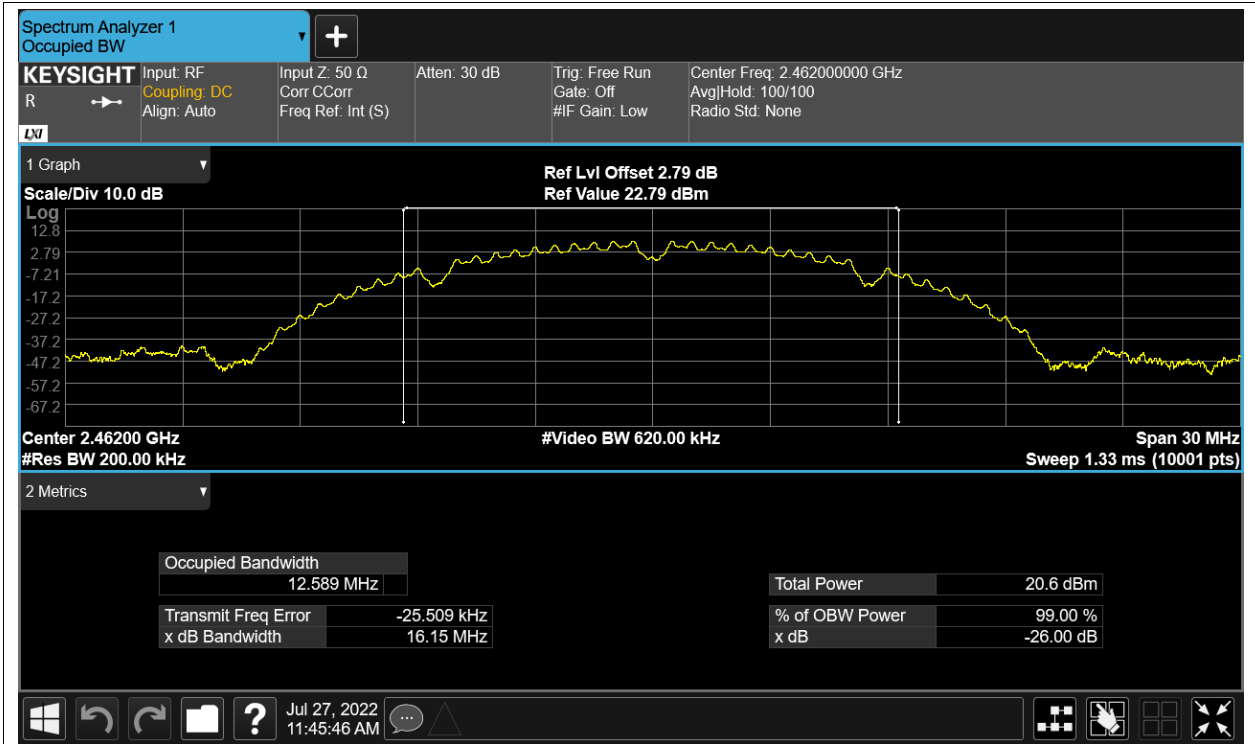 Spectrum Analyzer 1
Occupied BW
▼
+
KEYSIGHT
R
LXI
Input: RF
Coupling: DC
Align: Auto
Input Z: 50 Ω
Corr CCorr
Freq Ref: Int (S)
Atten: 30 dB
Trig: Free Run
Gate: Off
#IF Gain: Low
Center Freq: 2.462000000 GHz
Avg|Hold: 100/100
Radio Std: None
1 Graph ▼
Scale/Div 10.0 dB
Ref Lvl Offset 2.79 dB
Ref Value 22.79 dBm
Log
12.8
2.79
-7.21
-17.2
-27.2
-37.2
-47.2
-57.2
-67.2
Center 2.46200 GHz
#Video BW 620.00 kHz
Span 30 MHz
#Res BW 200.00 kHz
Sweep 1.33 ms (10001 pts)
2 Metrics ▼
Occupied Bandwidth
12.589 MHz
Total Power 20.6 dBm
Transmit Freq Error -25.509 kHz
% of OBW Power 99.00 %
x dB Bandwidth 16.15 MHz
x dB -26.00 dB
?
Jul 27, 2022
11:45:46 AM